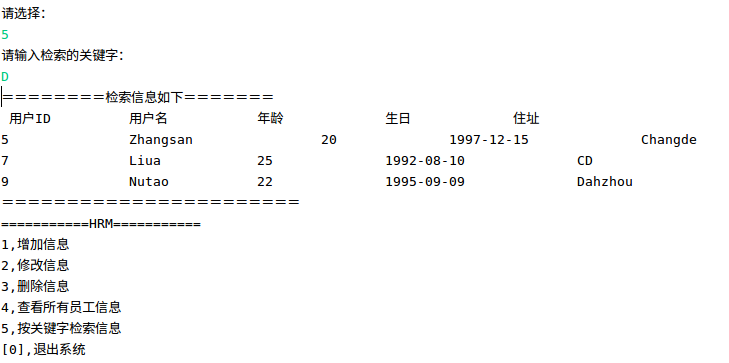 请选择：
5
请输入检索的关键字：
D
========检索信息如下=======
用户ID 用户名 年龄 生日 住址
5 Zhangsan 20 1997-12-15 Changde
7 Liua 25 1992-08-10 CD
9 Nutao 22 1995-09-09 Dahzhou
=======================
===========HRM===========
1,增加信息
2,修改信息
3,删除信息
4,查看所有员工信息
5,按关键字检索信息
[0],退出系统